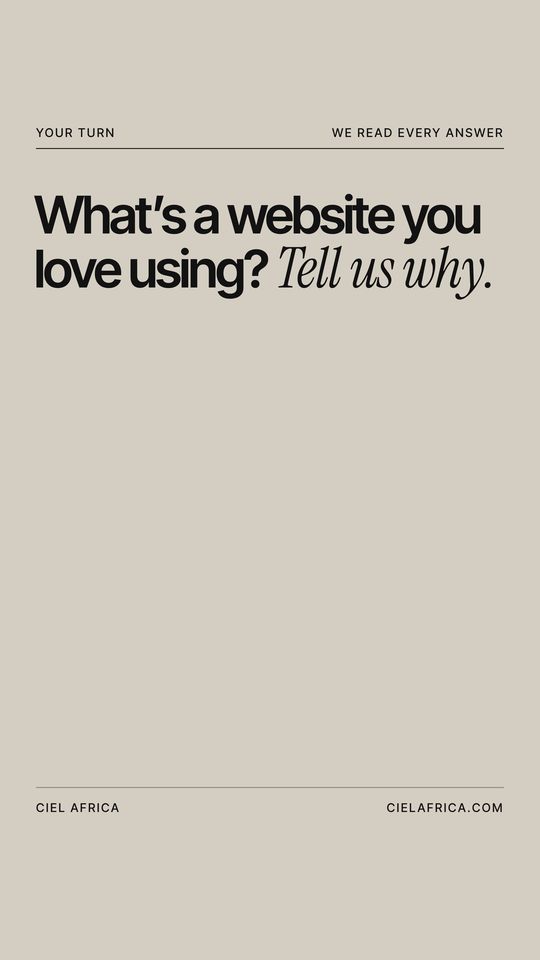 YOUR TURN
WE READ EVERY ANSWER
What’s a website you
love using? Tell us why.
CIEL AFRICA
CIELAFRICA.COM